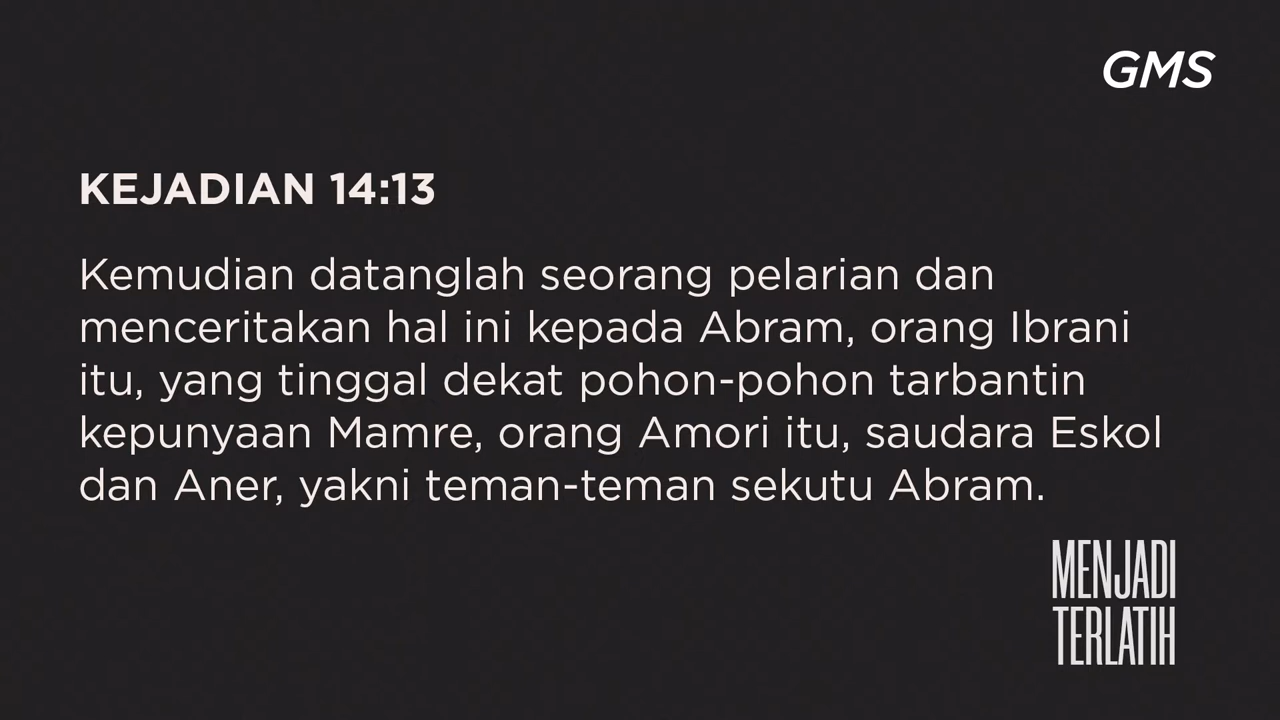 GMS
KEJADIAN 14:13
Kemudian datanglah seorang pelarian dan
menceritakan hal ini kepada Abram, orang Ibrani
itu, yang tinggal dekat pohon-pohon tarbantin
kepunyaan Mamre, orang Amori itu, saudara Eskol
dan Aner, yakni teman-teman sekutu Abram.
MENJADI
TERLATIH